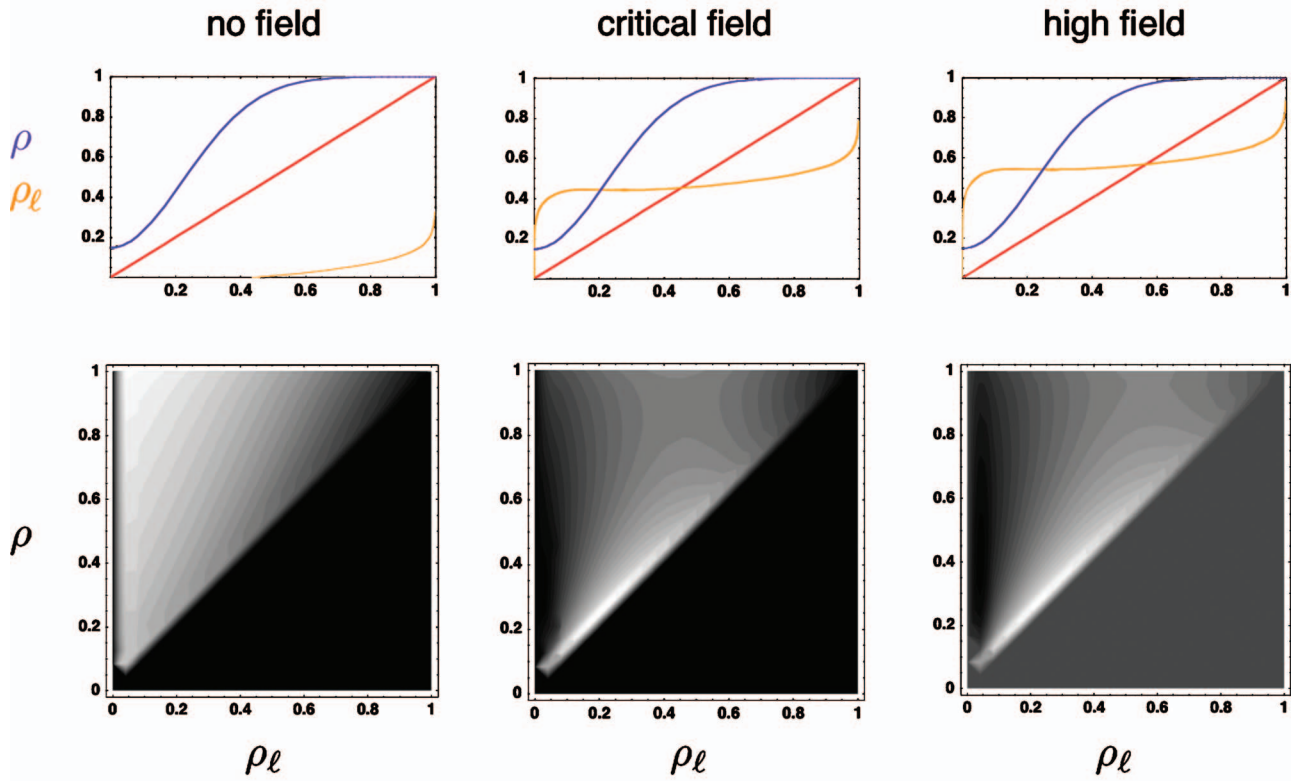 no field critical field high field
1 1 1
0.8 0.8 0.8
ρ 0.6 0.6 0.6
ρℓ 0.4 0.4 0.4
0.2 0.2 0.2
0.2 0.4 0.6 0.8 1 0.2 0.4 0.6 0.8 1 0.2 0.4 0.6 0.8 1
1 1 1
0.8 0.8 0.8
0.6 0.6 0.6
ρ
0.4 0.4 0.4
0.2 0.2 0.2
0 0 0
0 0.2 0.4 0.6 0.8 1 0 0.2 0.4 0.6 0.8 1 0 0.2 0.4 0.6 0.8 1
ρℓ ρℓ ρℓ